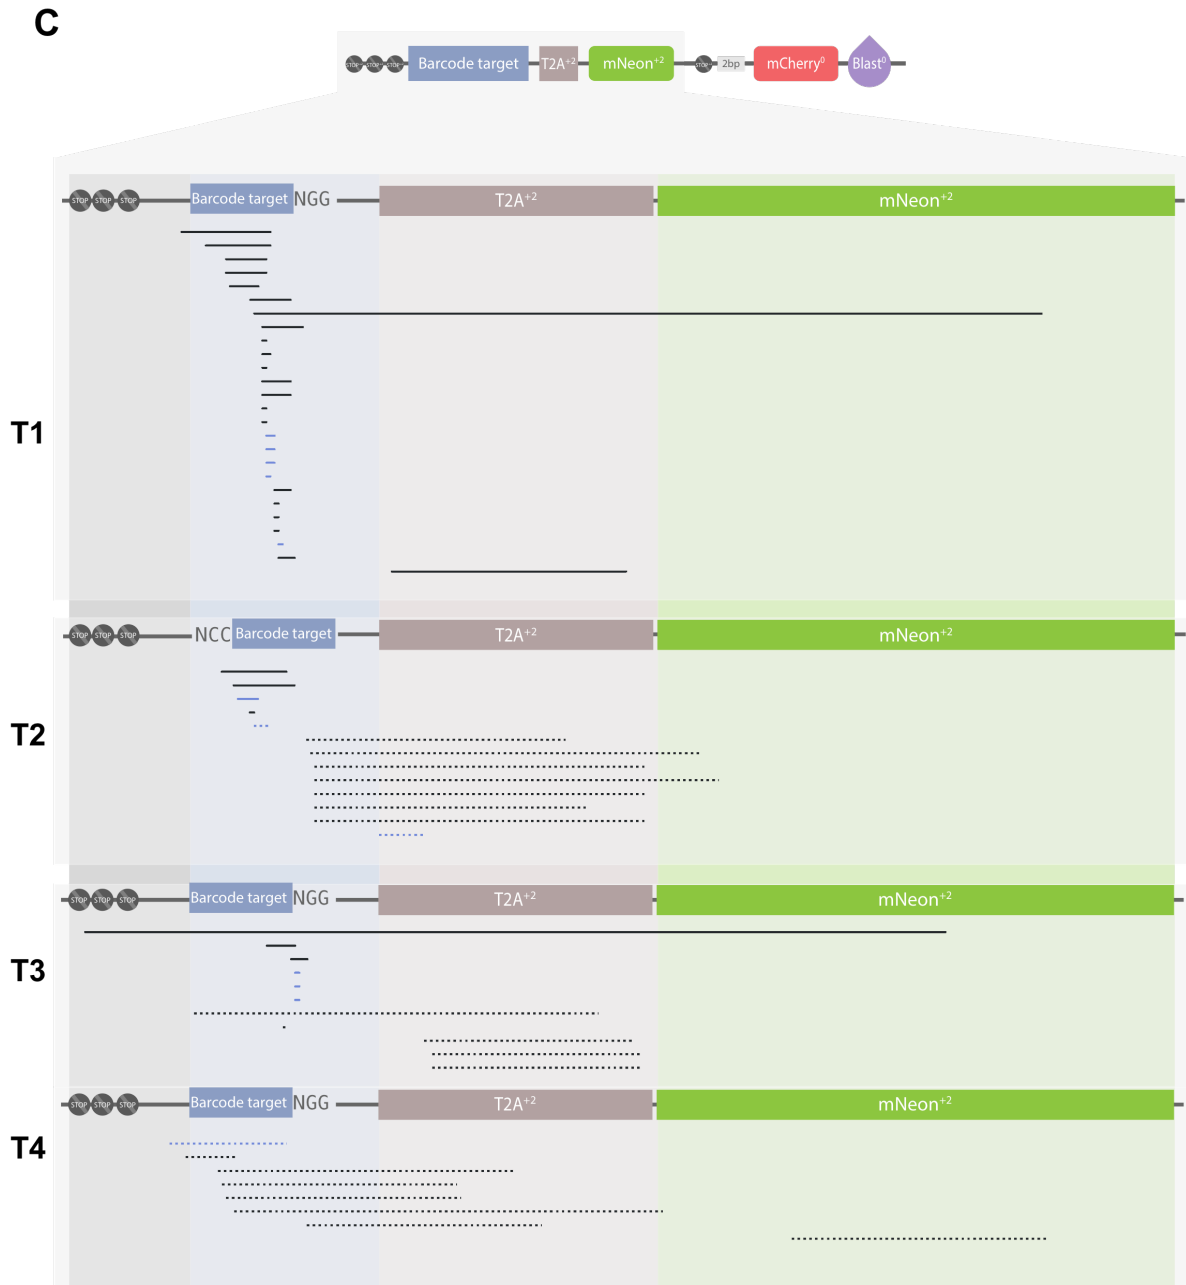 C
STOP STOP STOP Barcode target T2A+2 mNeon+2 STOP 2bp mCherry0 Blast0
STOP STOP STOP Barcode target NGG T2A+2 mNeon+2
T1
STOP STOP STOP NCC Barcode target T2A+2 mNeon+2
T2
STOP STOP STOP Barcode target NGG T2A+2 mNeon+2
T3
STOP STOP STOP Barcode target NGG T2A+2 mNeon+2
T4